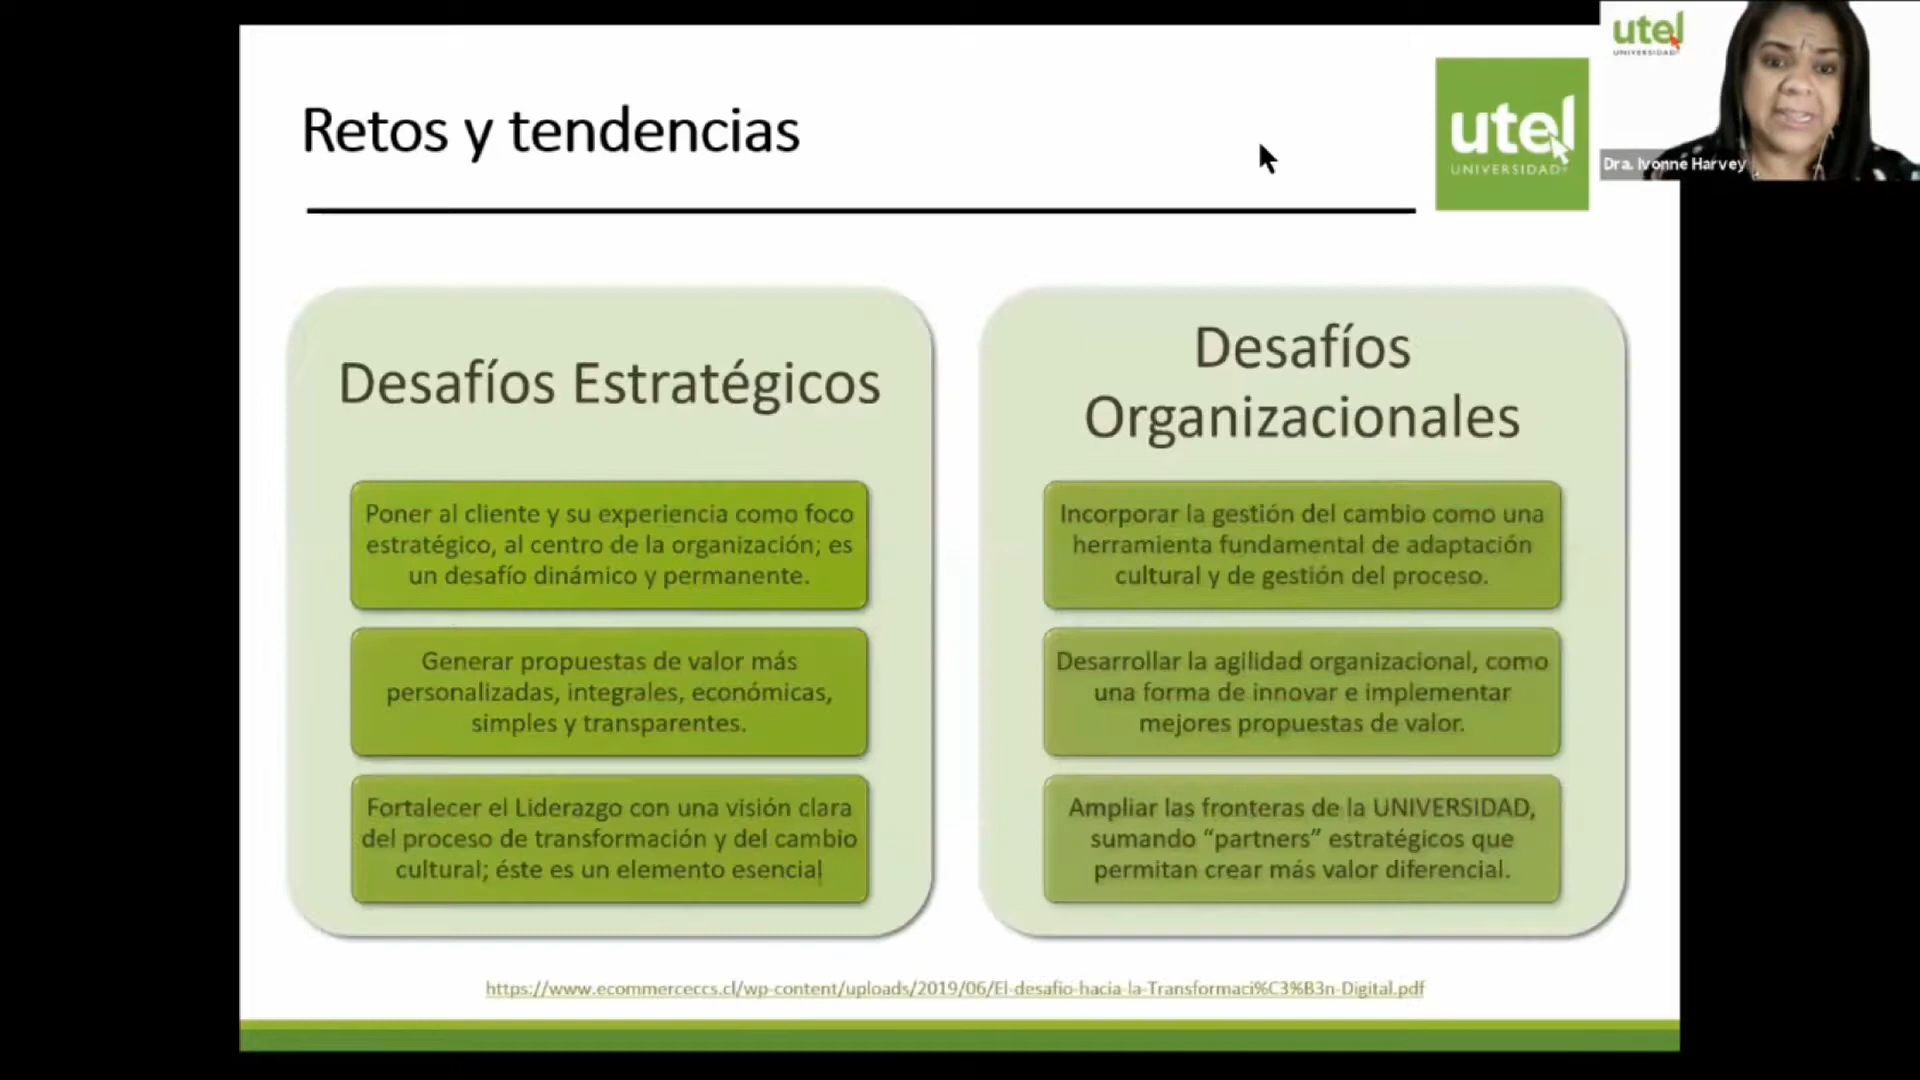 Retos y tendencias
utel
UNIVERSIDAD
utel
UNIVERSIDAD
Dra. Ivonne Harvey
Desafíos Estratégicos
Poner al cliente y su experiencia como foco
estratégico, al centro de la organización; es
un desafío dinámico y permanente.
Generar propuestas de valor más
personalizadas, integrales, económicas,
simples y transparentes.
Fortalecer el Liderazgo con una visión clara
del proceso de transformación y del cambio
cultural; éste es un elemento esencial
Desafíos
Organizacionales
Incorporar la gestión del cambio como una
herramienta fundamental de adaptación
cultural y de gestión del proceso.
Desarrollar la agilidad organizacional, como
una forma de innovar e implementar
mejores propuestas de valor.
Ampliar las fronteras de la UNIVERSIDAD,
sumando “partners” estratégicos que
permitan crear más valor diferencial.
https://www.ecommerceccs.cl/wp-content/uploads/2019/06/El-desafio-hacia-la-Transformaci%C3%B3n-Digital.pdf